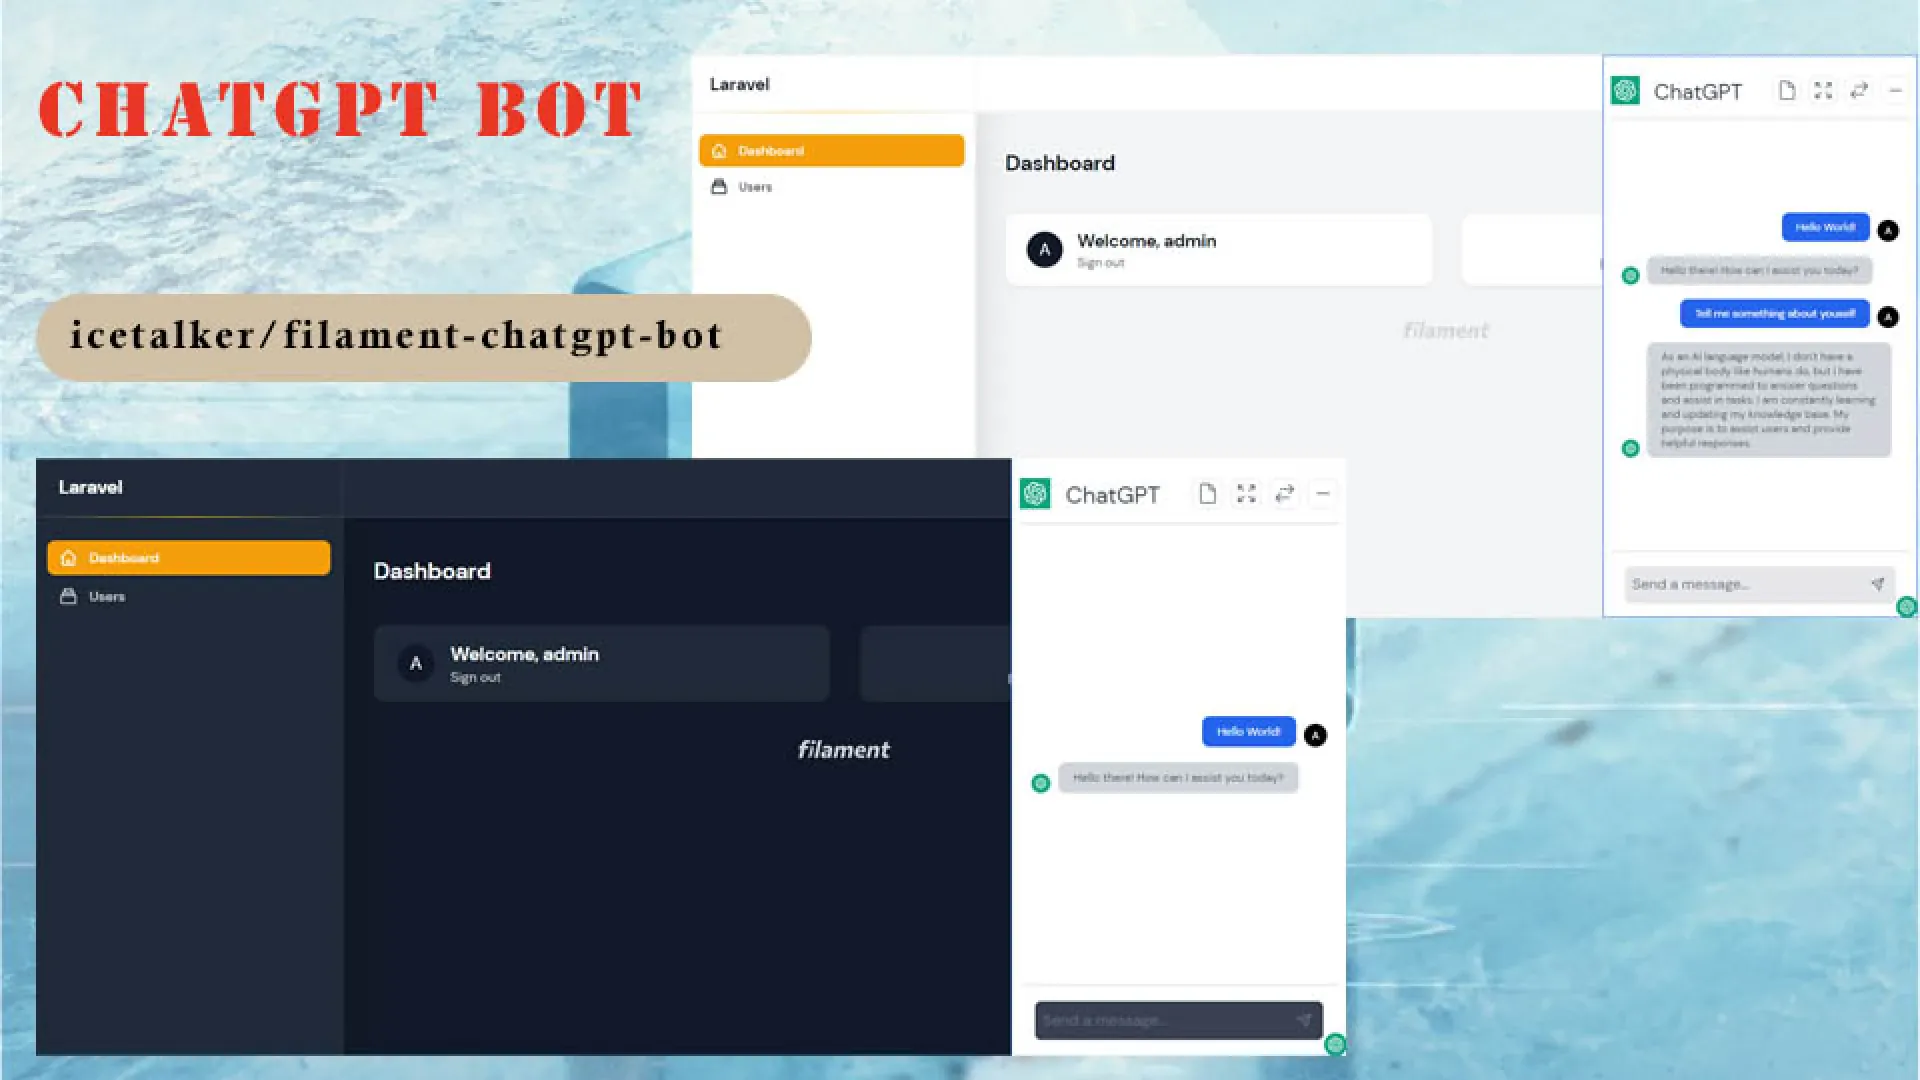 CHATGPT BOT
icetalker/filament-chatgpt-bot
Laravel
Dashboard
Users
Dashboard
A
Welcome, admin
Sign out
filament
ChatGPT
Hello World!
A
Hello there! How can I assist you today?
Tell me something about youself!
A
As an AI language model, I don't have a
physical body like humans do, but I have
been programmed to answer questions
and assist in tasks. I am constantly learning
and updating my knowledge base. My
purpose is to assist users and provide
helpful responses.
Send a message...
Laravel
Dashboard
Users
Dashboard
A
Welcome, admin
Sign out
filament
ChatGPT
Hello World!
A
Hello there! How can I assist you today?
Send a message...